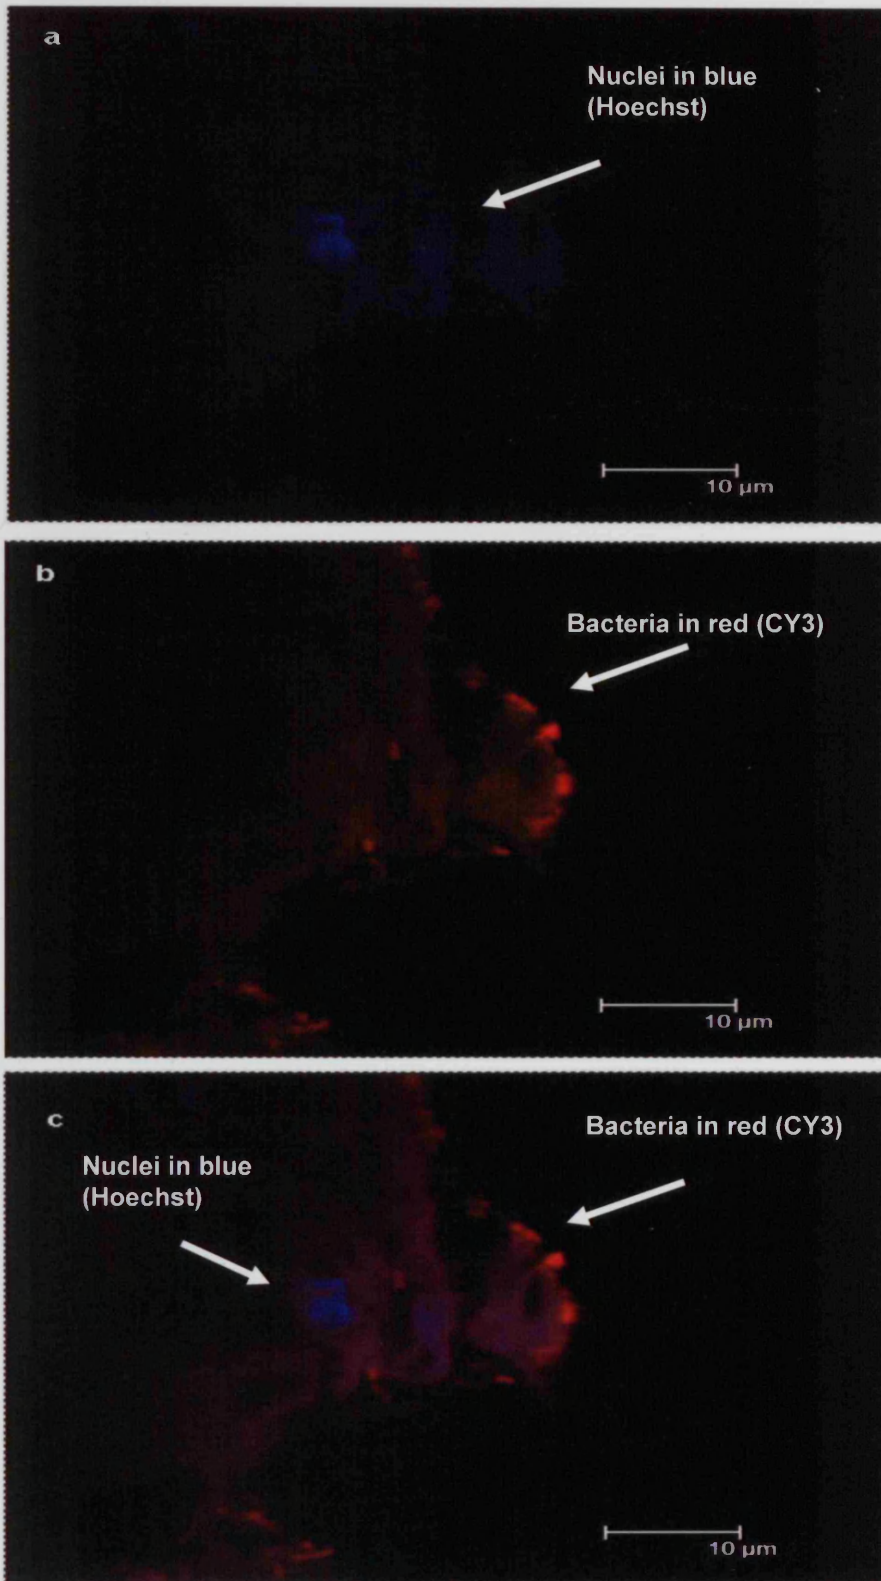 a
Nuclei in blue
(Hoechst)
10 µm
b
Bacteria in red (CY3)
10 µm
c
Bacteria in red (CY3)
Nuclei in blue
(Hoechst)
10 µm